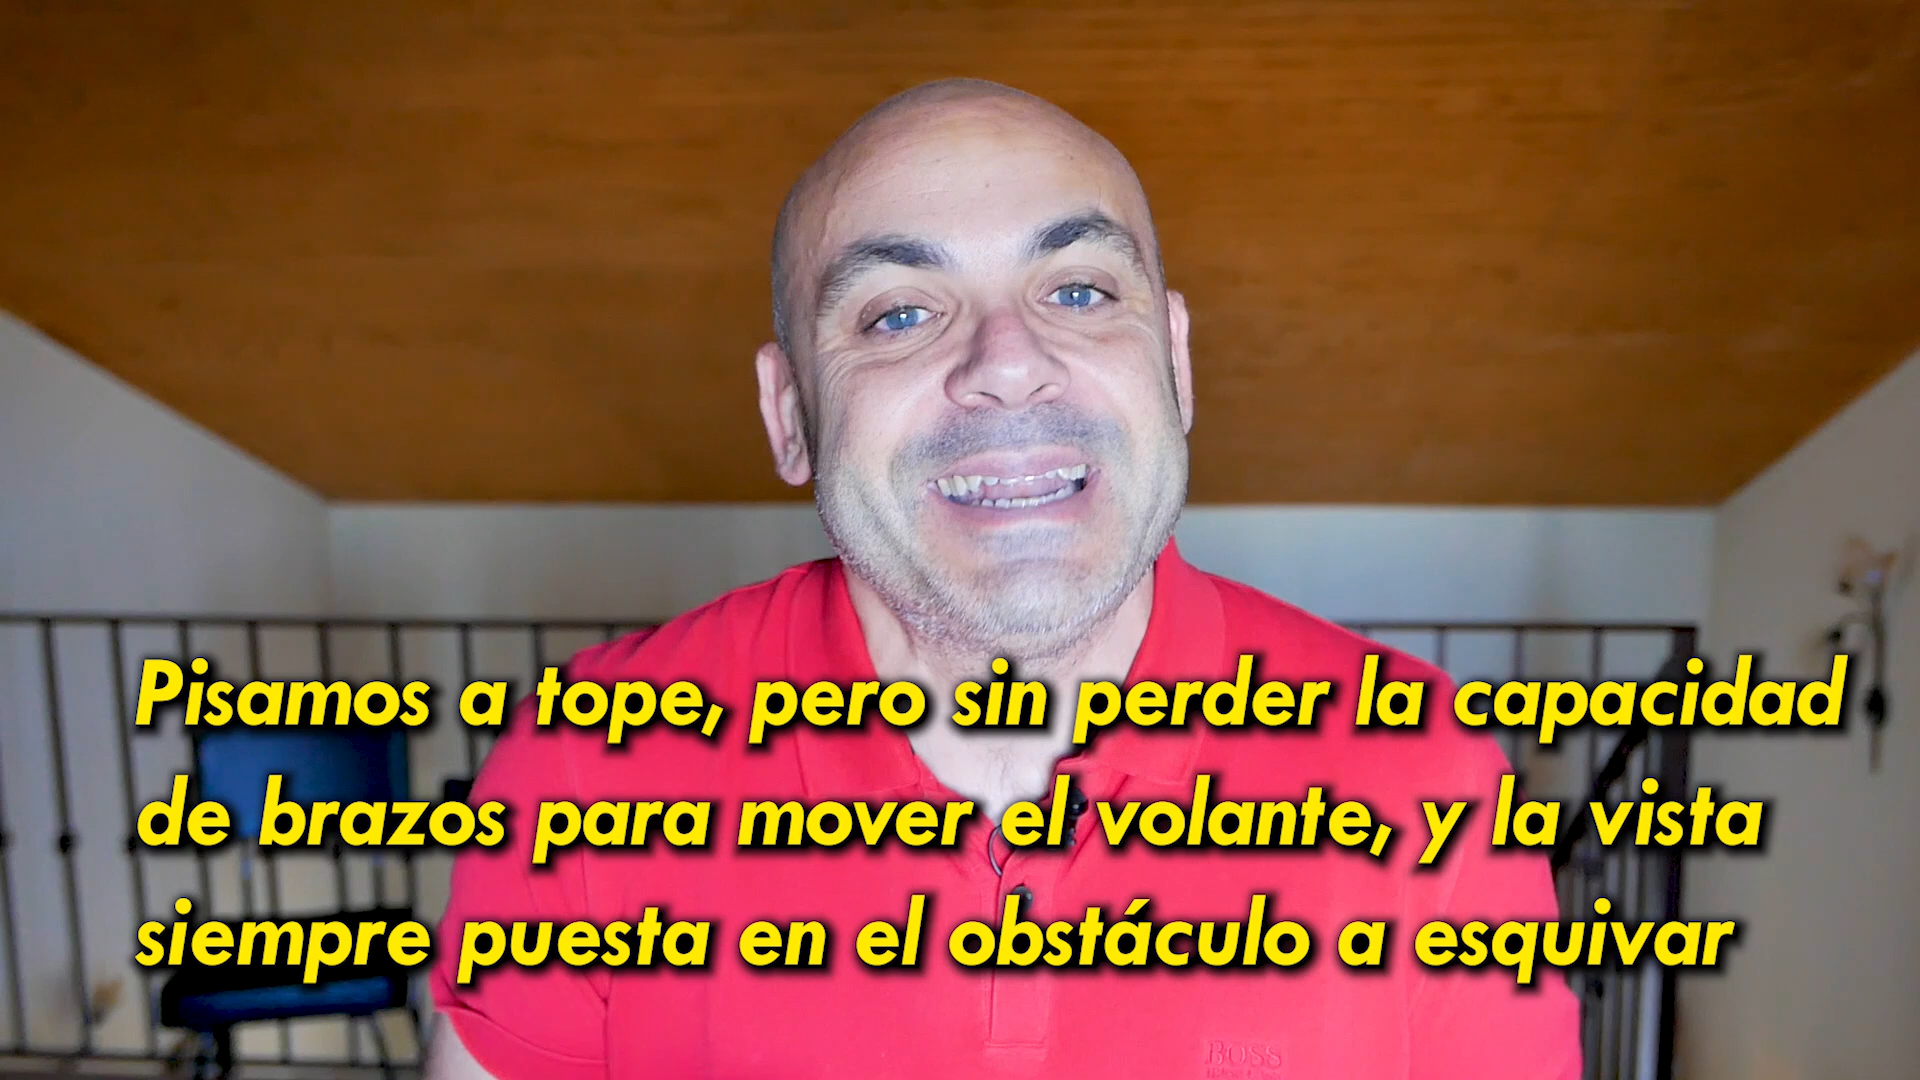 Pisamos a tope, pero sin perder la capacidad
de brazos para mover el volante, y la vista
siempre puesta en el obstáculo a esquivar
BOSS